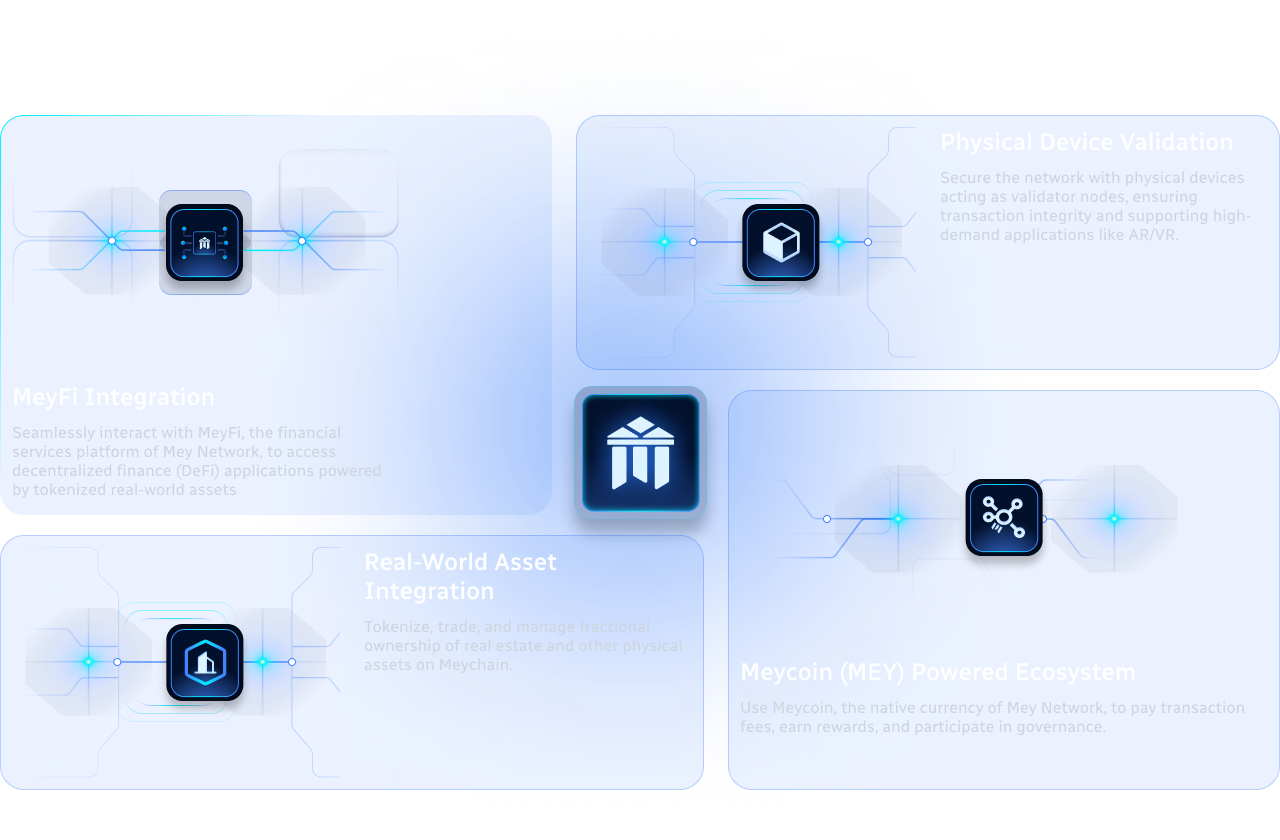 MeyFi Integration
Seamlessly interact with MeyFi, the financial
services platform of Mey Network, to access
decentralized finance (DeFi) applications powered
by tokenized real-world assets
Physical Device Validation
Secure the network with physical devices
acting as validator nodes, ensuring
transaction integrity and supporting high-
demand applications like AR/VR.
Real-World Asset
Integration
Tokenize, trade, and manage fractional
ownership of real estate and other physical
assets on Meychain.
Meycoin (MEY) Powered Ecosystem
Use Meycoin, the native currency of Mey Network, to pay transaction
fees, earn rewards, and participate in governance.